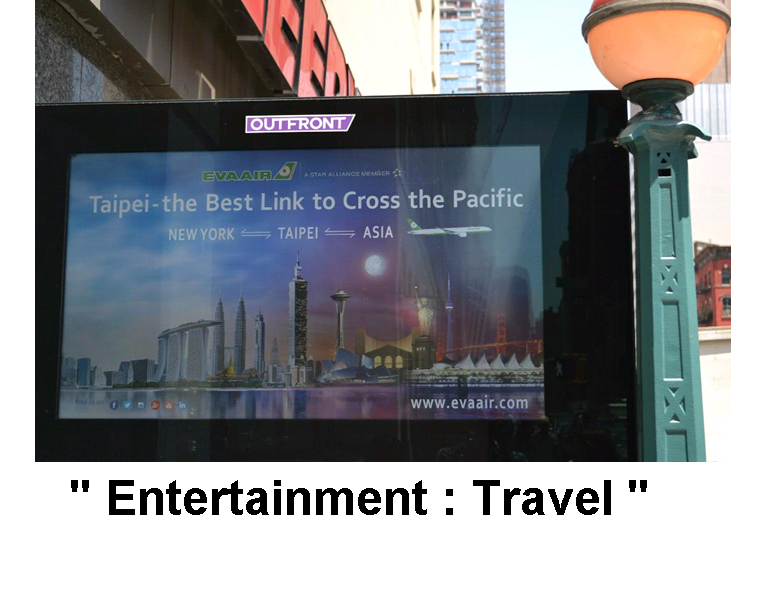 OUTFRONT
EVA AIR A STAR ALLIANCE MEMBER
Taipei-the Best Link to Cross the Pacific
NEW YORK TAIPEI ASIA
www.evaair.com
" Entertainment : Travel "